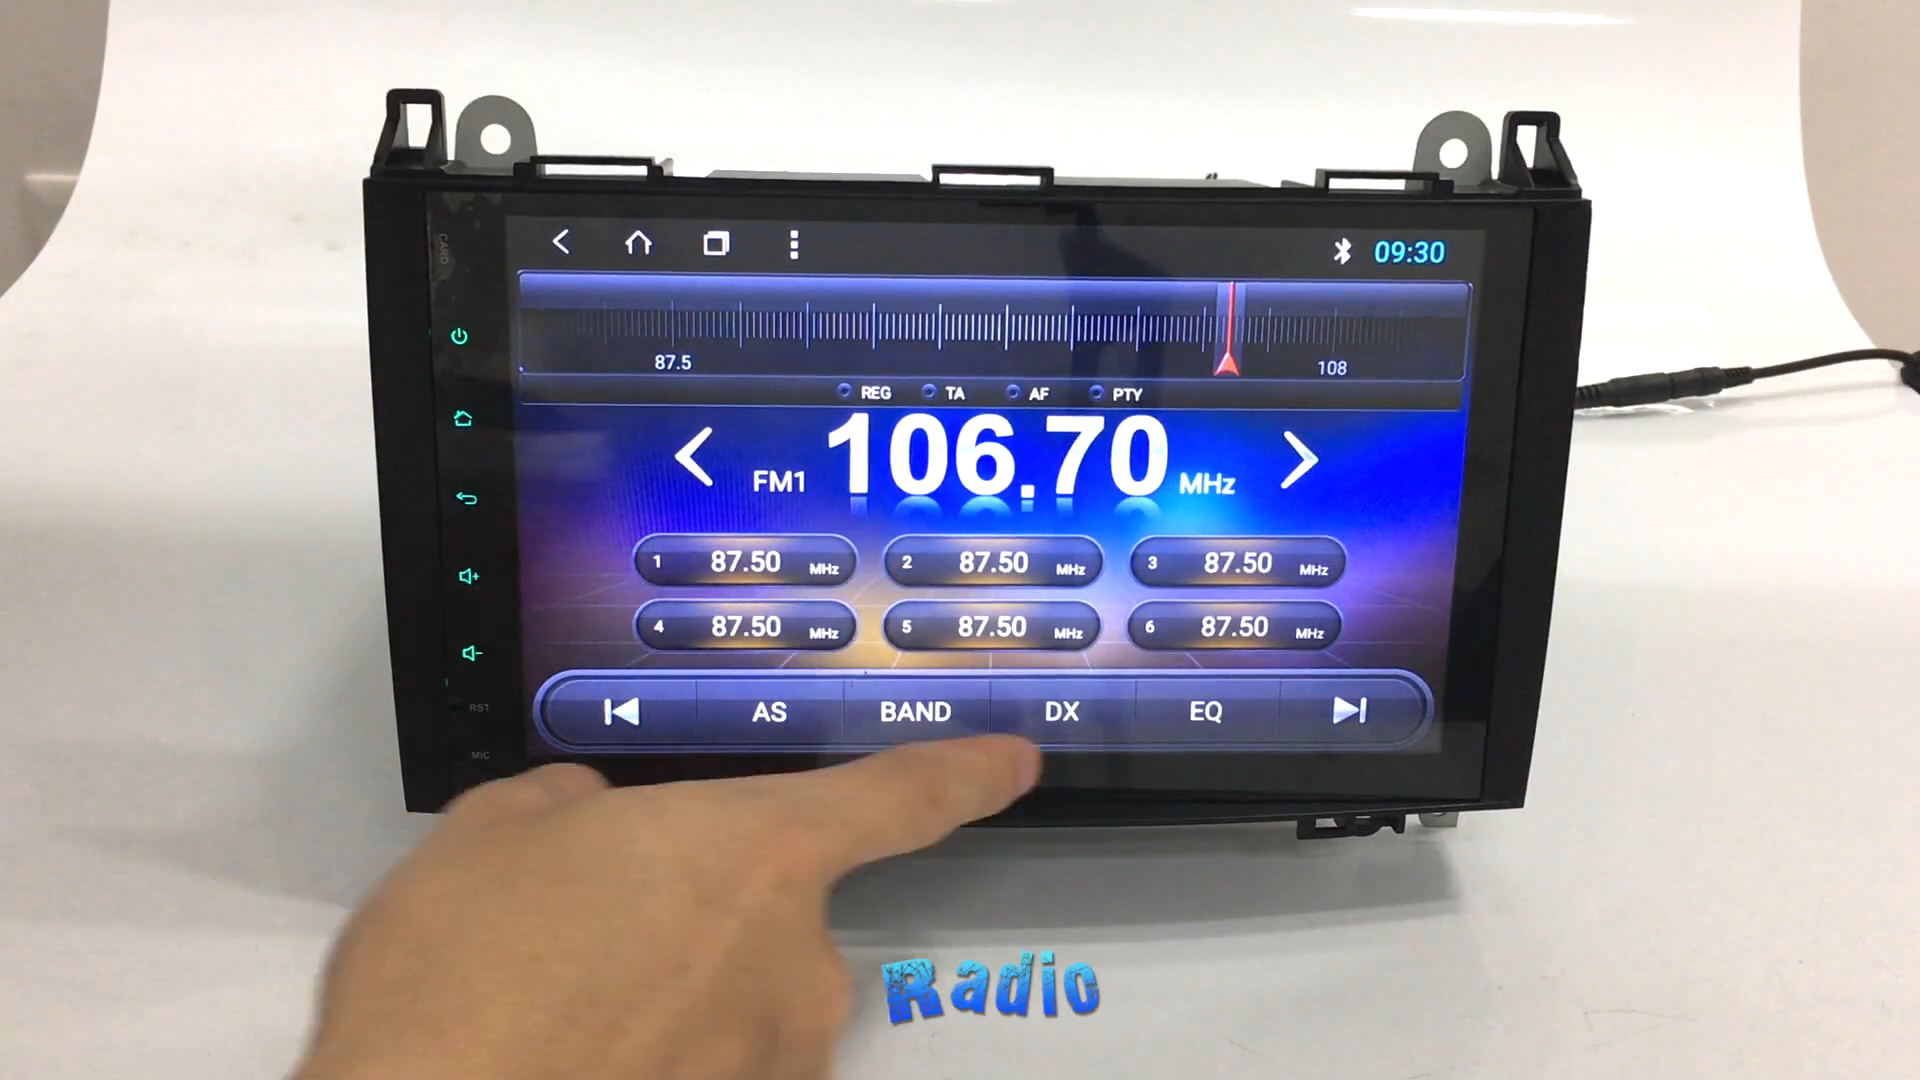 CARD
09:30
87.5
108
REG TA AF PTY
FM1 106.70 MHz
1 87.50 MHz
2 87.50 MHz
3 87.50 MHz
4 87.50 MHz
5 87.50 MHz
6 87.50 MHz
AS BAND DX EQ
RST
MIC
Radio